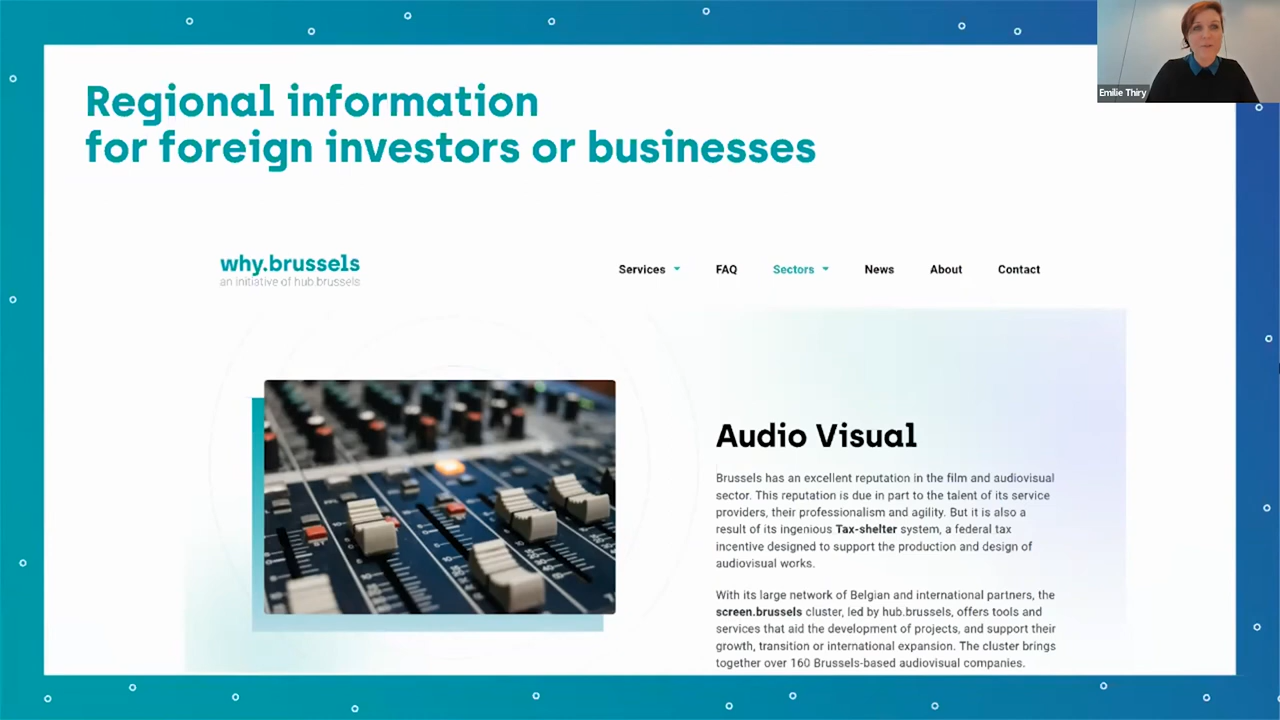 Emilie Thiry
Regional information
for foreign investors or businesses
why.brussels
an initiative of hub.brussels
Services
FAQ
Sectors
News
About
Contact
Audio Visual
Brussels has an excellent reputation in the film and audiovisual
sector. This reputation is due in part to the talent of its service
providers, their professionalism and agility. But it is also a
result of its ingenious Tax-shelter system, a federal tax
incentive designed to support the production and design of
audiovisual works.
With its large network of Belgian and international partners, the
screen.brussels cluster, led by hub.brussels, offers tools and
services that aid the development of projects, and support their
growth, transition or international expansion. The cluster brings
together over 160 Brussels-based audiovisual companies.